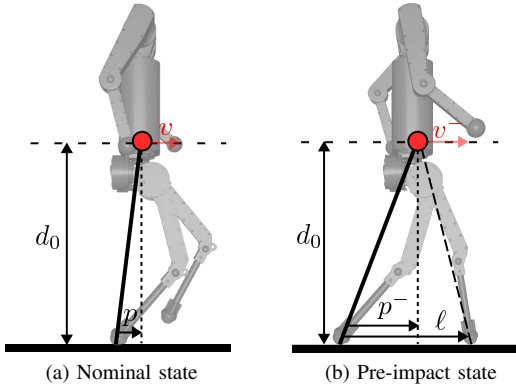 v
d₀
p
(a) Nominal state
v⁻
d₀
p⁻
ℓ
(b) Pre-impact state